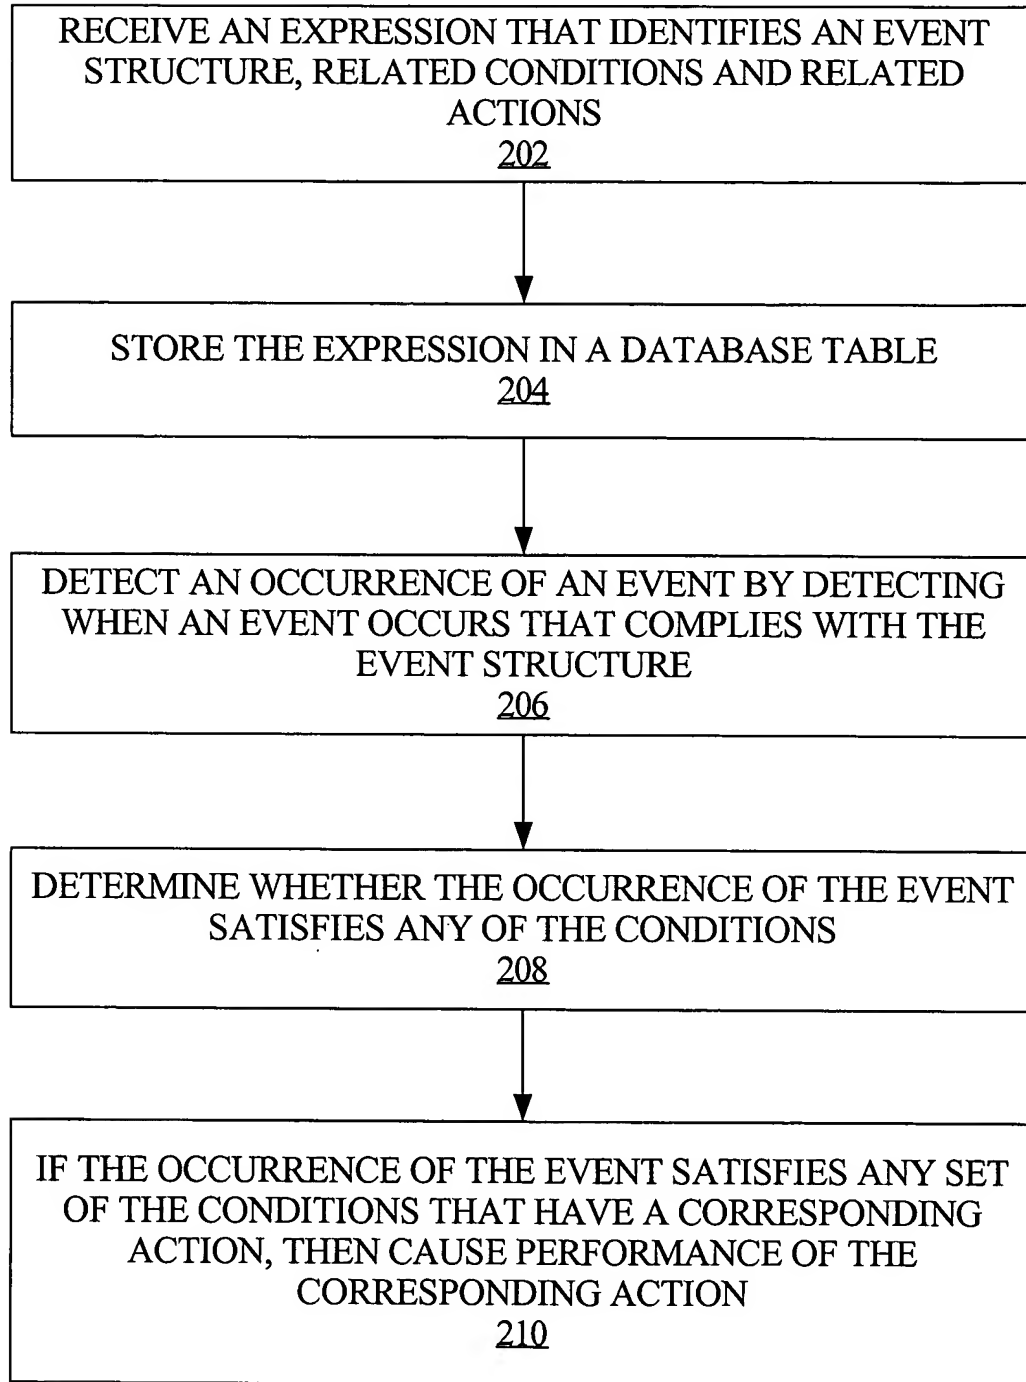 RECEIVE AN EXPRESSION THAT IDENTIFIES AN EVENT
STRUCTURE, RELATED CONDITIONS AND RELATED
ACTIONS
202
STORE THE EXPRESSION IN A DATABASE TABLE
204
DETECT AN OCCURRENCE OF AN EVENT BY DETECTING
WHEN AN EVENT OCCURS THAT COMPLIES WITH THE
EVENT STRUCTURE
206
DETERMINE WHETHER THE OCCURRENCE OF THE EVENT
SATISFIES ANY OF THE CONDITIONS
208
IF THE OCCURRENCE OF THE EVENT SATISFIES ANY SET
OF THE CONDITIONS THAT HAVE A CORRESPONDING
ACTION, THEN CAUSE PERFORMANCE OF THE
CORRESPONDING ACTION
210